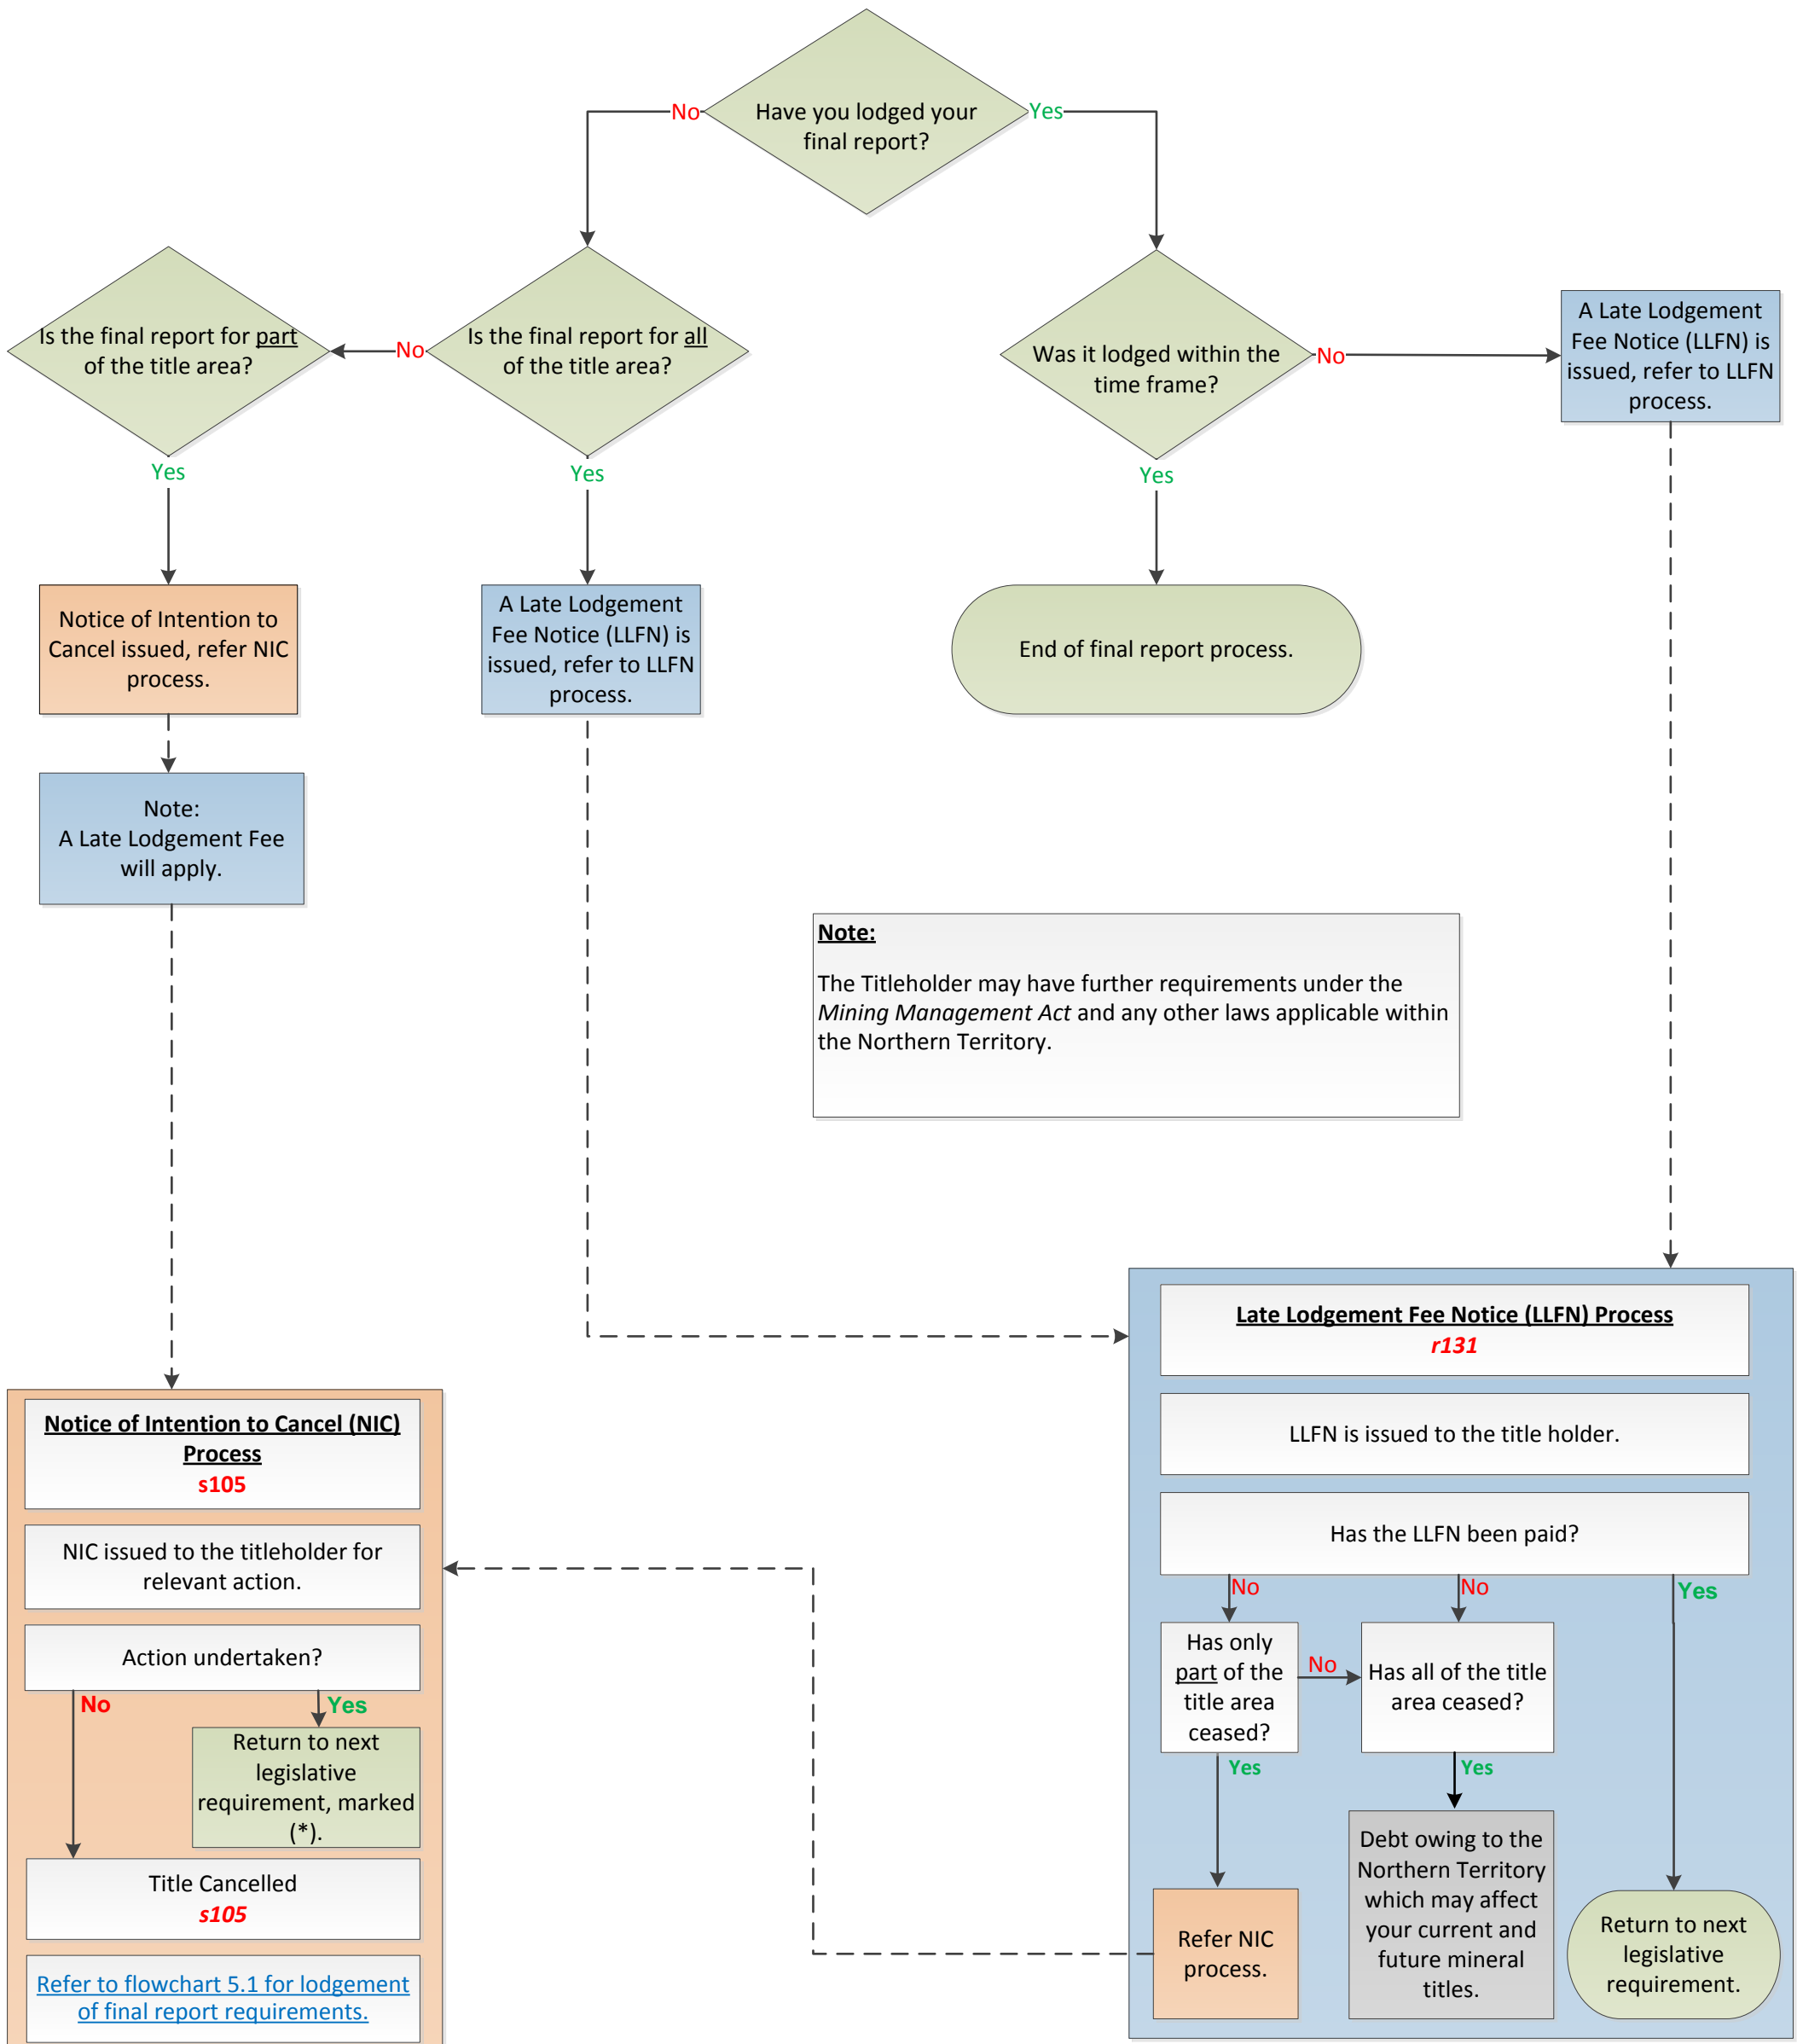 Have you lodged your
final report?
No
Yes
Is the final report for part
of the title area?
No
Is the final report for all
of the title area?
Was it lodged within the
time frame?
No
A Late Lodgement
Fee Notice (LLFN) is
issued, refer to LLFN
process.
Yes
Yes
Yes
Notice of Intention to
Cancel issued, refer NIC
process.
A Late Lodgement
Fee Notice (LLFN) is
issued, refer to LLFN
process.
End of final report process.
Note:
A Late Lodgement Fee
will apply.
Note:
The Titleholder may have further requirements under the
Mining Management Act and any other laws applicable within
the Northern Territory.
Late Lodgement Fee Notice (LLFN) Process
r131
LLFN is issued to the title holder.
Has the LLFN been paid?
No
No
Yes
Has only
part of the
title area
ceased?
No
Has all of the title
area ceased?
Yes
Yes
Refer NIC
process.
Debt owing to the
Northern Territory
which may affect
your current and
future mineral
titles.
Return to next
legislative
requirement.
Notice of Intention to Cancel (NIC)
Process
s105
NIC issued to the titleholder for
relevant action.
Action undertaken?
No
Yes
Return to next
legislative
requirement, marked
(*).
Title Cancelled
s105
Refer to flowchart 5.1 for lodgement
of final report requirements.